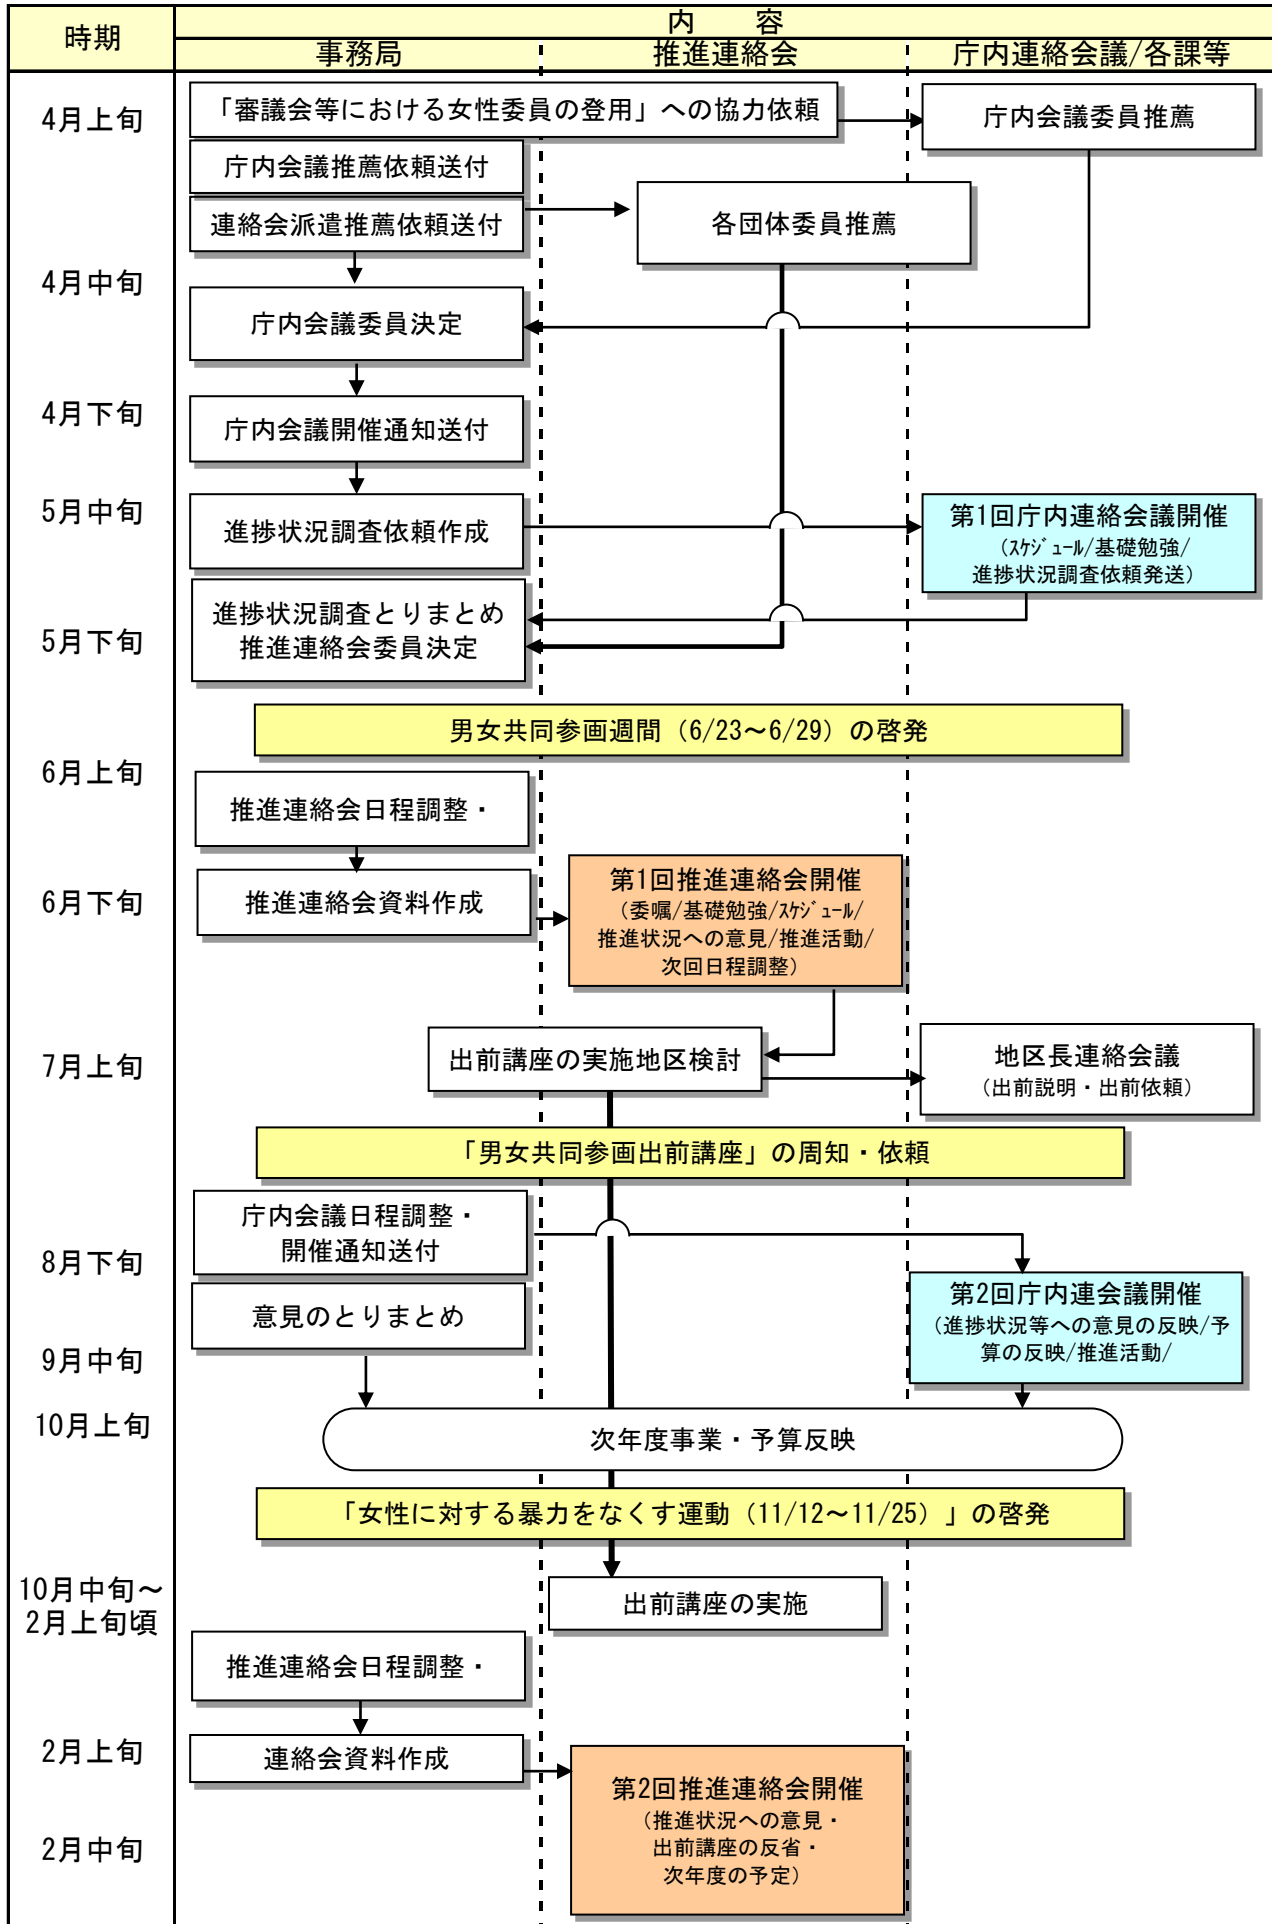 時期
内　　容
事務局
推進連絡会
庁内連絡会議/各課等
4月上旬
「審議会等における女性委員の登用」への協力依頼
庁内会議委員推薦
庁内会議推薦依頼送付
連絡会派遣推薦依頼送付
各団体委員推薦
4月中旬
庁内会議委員決定
4月下旬
庁内会議開催通知送付
5月中旬
進捗状況調査依頼作成
第1回庁内連絡会議開催
（ｽｹｼﾞｭｰﾙ/基礎勉強/
進捗状況調査依頼発送）
5月下旬
進捗状況調査とりまとめ
推進連絡会委員決定
男女共同参画週間（6/23～6/29）の啓発
6月上旬
推進連絡会日程調整・
6月下旬
推進連絡会資料作成
第1回推進連絡会開催
（委嘱/基礎勉強/ｽｹｼﾞｭｰﾙ/
推進状況への意見/推進活動/
次回日程調整）
7月上旬
出前講座の実施地区検討
地区長連絡会議
（出前説明・出前依頼）
「男女共同参画出前講座」の周知・依頼
庁内会議日程調整・
開催通知送付
8月下旬
意見のとりまとめ
第2回庁内連会議開催
（進捗状況等への意見の反映/予
算の反映/推進活動/
9月中旬
10月上旬
次年度事業・予算反映
「女性に対する暴力をなくす運動（11/12～11/25）」の啓発
10月中旬～
2月上旬頃
出前講座の実施
推進連絡会日程調整・
2月上旬
連絡会資料作成
第2回推進連絡会開催
（推進状況への意見・
出前講座の反省・
次年度の予定）
2月中旬